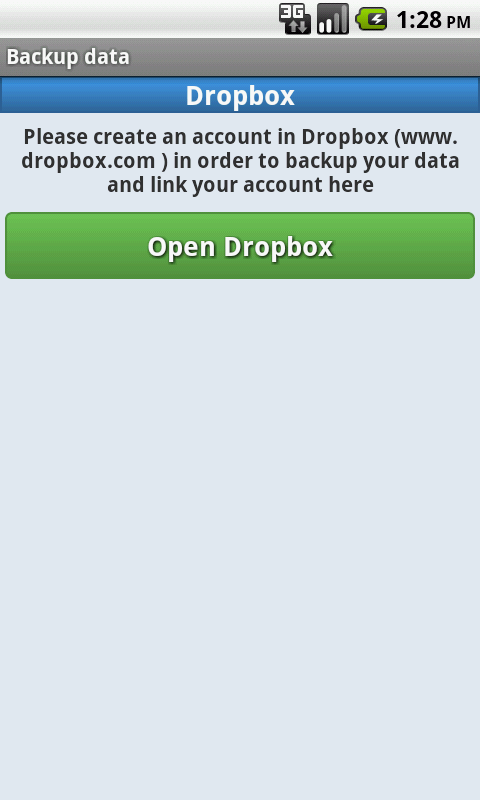 3G 1:28 PM
Backup data
Dropbox
Please create an account in Dropbox (www.
dropbox.com ) in order to backup your data
and link your account here
Open Dropbox